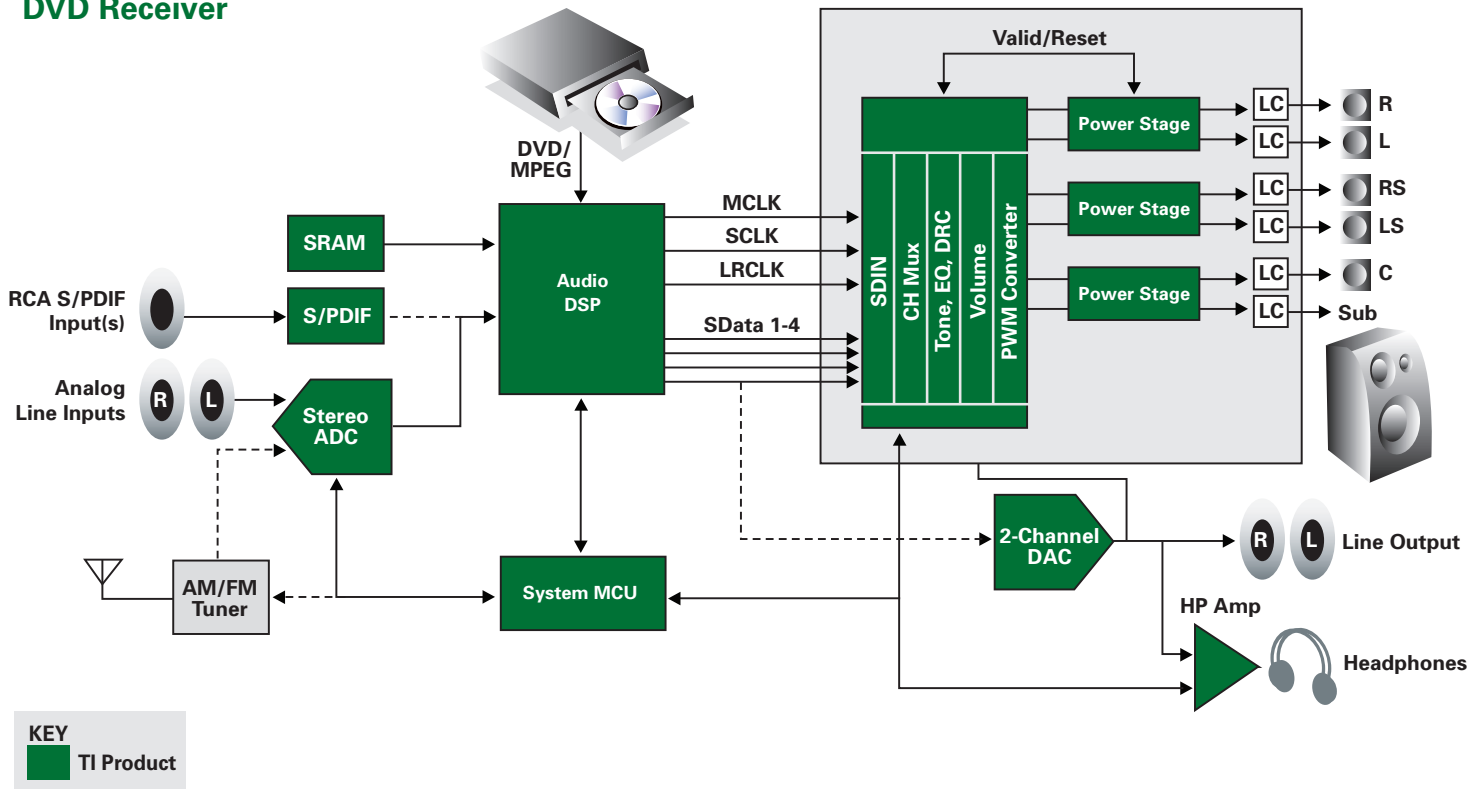 DVD Receiver
Valid/Reset
DVD/
MPEG
SRAM
RCA S/PDIF
Input(s)
S/PDIF
Analog
Line Inputs
R
L
Stereo
ADC
AM/FM
Tuner
Audio
DSP
System MCU
MCLK
SCLK
LRCLK
SData 1-4
SDIN
CH Mux
Tone, EQ, DRC
Volume
PWM Converter
Power Stage
Power Stage
Power Stage
LC
R
LC
L
LC
RS
LC
LS
LC
C
LC
Sub
2-Channel
DAC
R
L
Line Output
HP Amp
Headphones
KEY
TI Product